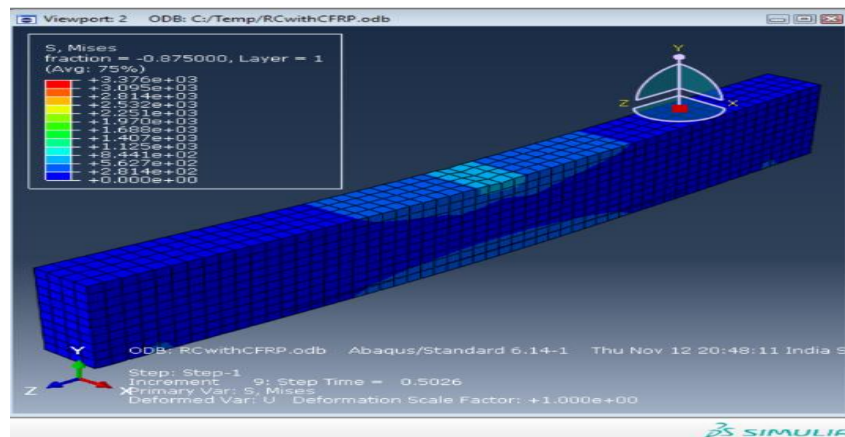 Viewport: 2 ODB: C:/Temp/RCwithCFRP.odb
S, Mises
fraction = -0.875000, Layer = 1
(Avg: 75%)
+3.376e+03
+3.095e+03
+2.814e+03
+2.532e+03
+2.251e+03
+1.970e+03
+1.688e+03
+1.407e+03
+1.125e+03
+8.441e+02
+5.627e+02
+2.814e+02
+0.000e+00
Y
Z
X
Y
Z
X
ODB: RCwithCFRP.odb Abaqus/Standard 6.14-1 Thu Nov 12 20:48:11 India S
Step: Step-1
Increment 9: Step Time = 0.5026
Primary Var: S, Mises
Deformed Var: U Deformation Scale Factor: +1.000e+00
SIMULIA